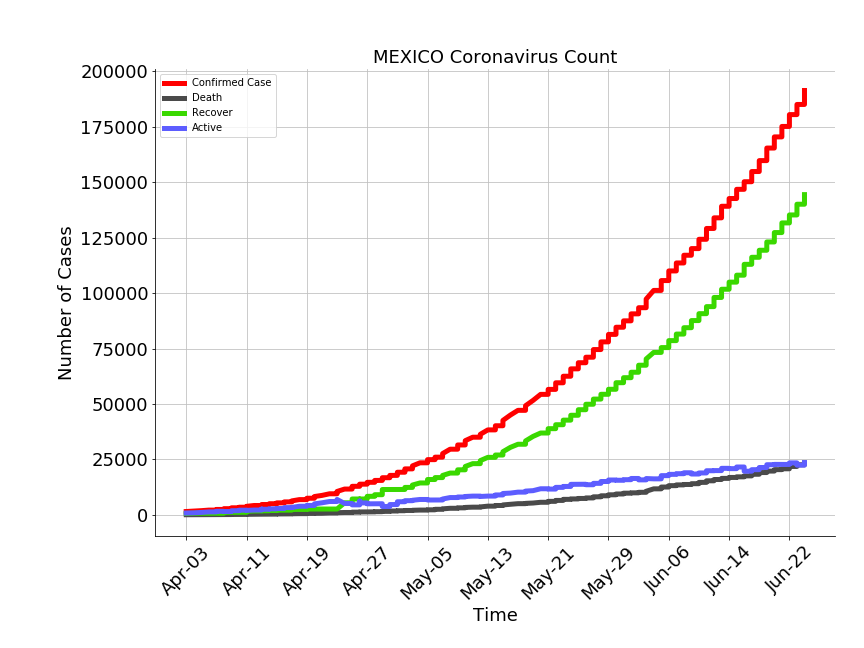 MEXICO Coronavirus Count
Number of Cases
200000
175000
150000
125000
100000
75000
50000
25000
0
Confirmed Case
Death
Recover
Active
Apr-03
Apr-11
Apr-19
Apr-27
May-05
May-13
May-21
May-29
Jun-06
Jun-14
Jun-22
Time